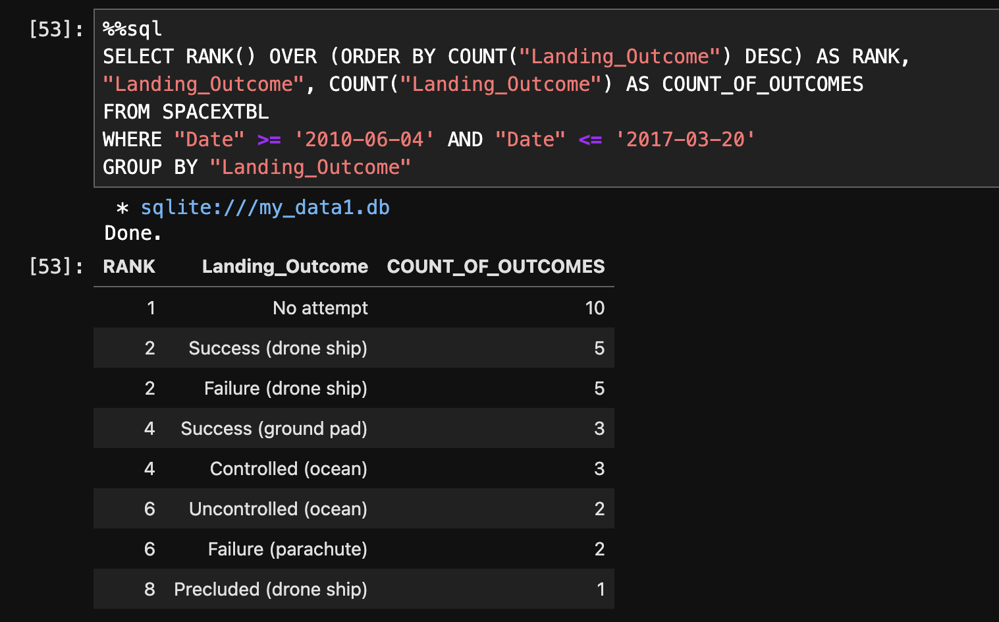 [53]: %%sql
SELECT RANK() OVER (ORDER BY COUNT("Landing_Outcome") DESC) AS RANK,
"Landing_Outcome", COUNT("Landing_Outcome") AS COUNT_OF_OUTCOMES
FROM SPACEXTBL
WHERE "Date" >= '2010-06-04' AND "Date" <= '2017-03-20'
GROUP BY "Landing_Outcome"
* sqlite:///my_data1.db
Done.
[53]: RANK Landing_Outcome COUNT_OF_OUTCOMES
1 No attempt 10
2 Success (drone ship) 5
2 Failure (drone ship) 5
4 Success (ground pad) 3
4 Controlled (ocean) 3
6 Uncontrolled (ocean) 2
6 Failure (parachute) 2
8 Precluded (drone ship) 1